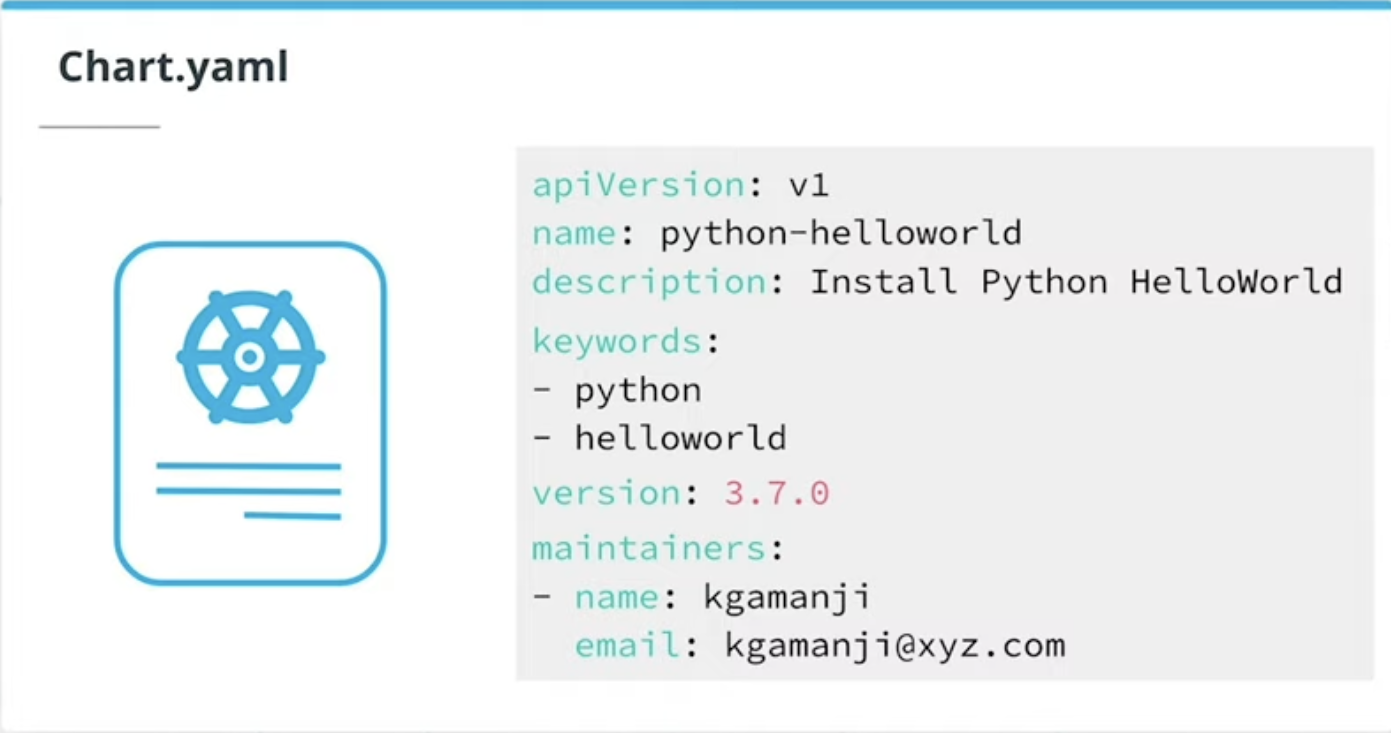 Chart.yaml
apiVersion: v1
name: python-helloworld
description: Install Python HelloWorld
keywords:
- python
- helloworld
version: 3.7.0
maintainers:
- name: kgamanji
  email: kgamanji@xyz.com